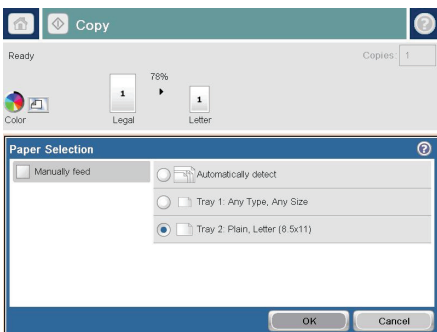 Copy
Ready
Copies: 1
78%
1
1
Color
Legal
Letter
Paper Selection
Manually feed
Automatically detect
Tray 1: Any Type, Any Size
Tray 2: Plain, Letter (8.5x11)
OK
Cancel